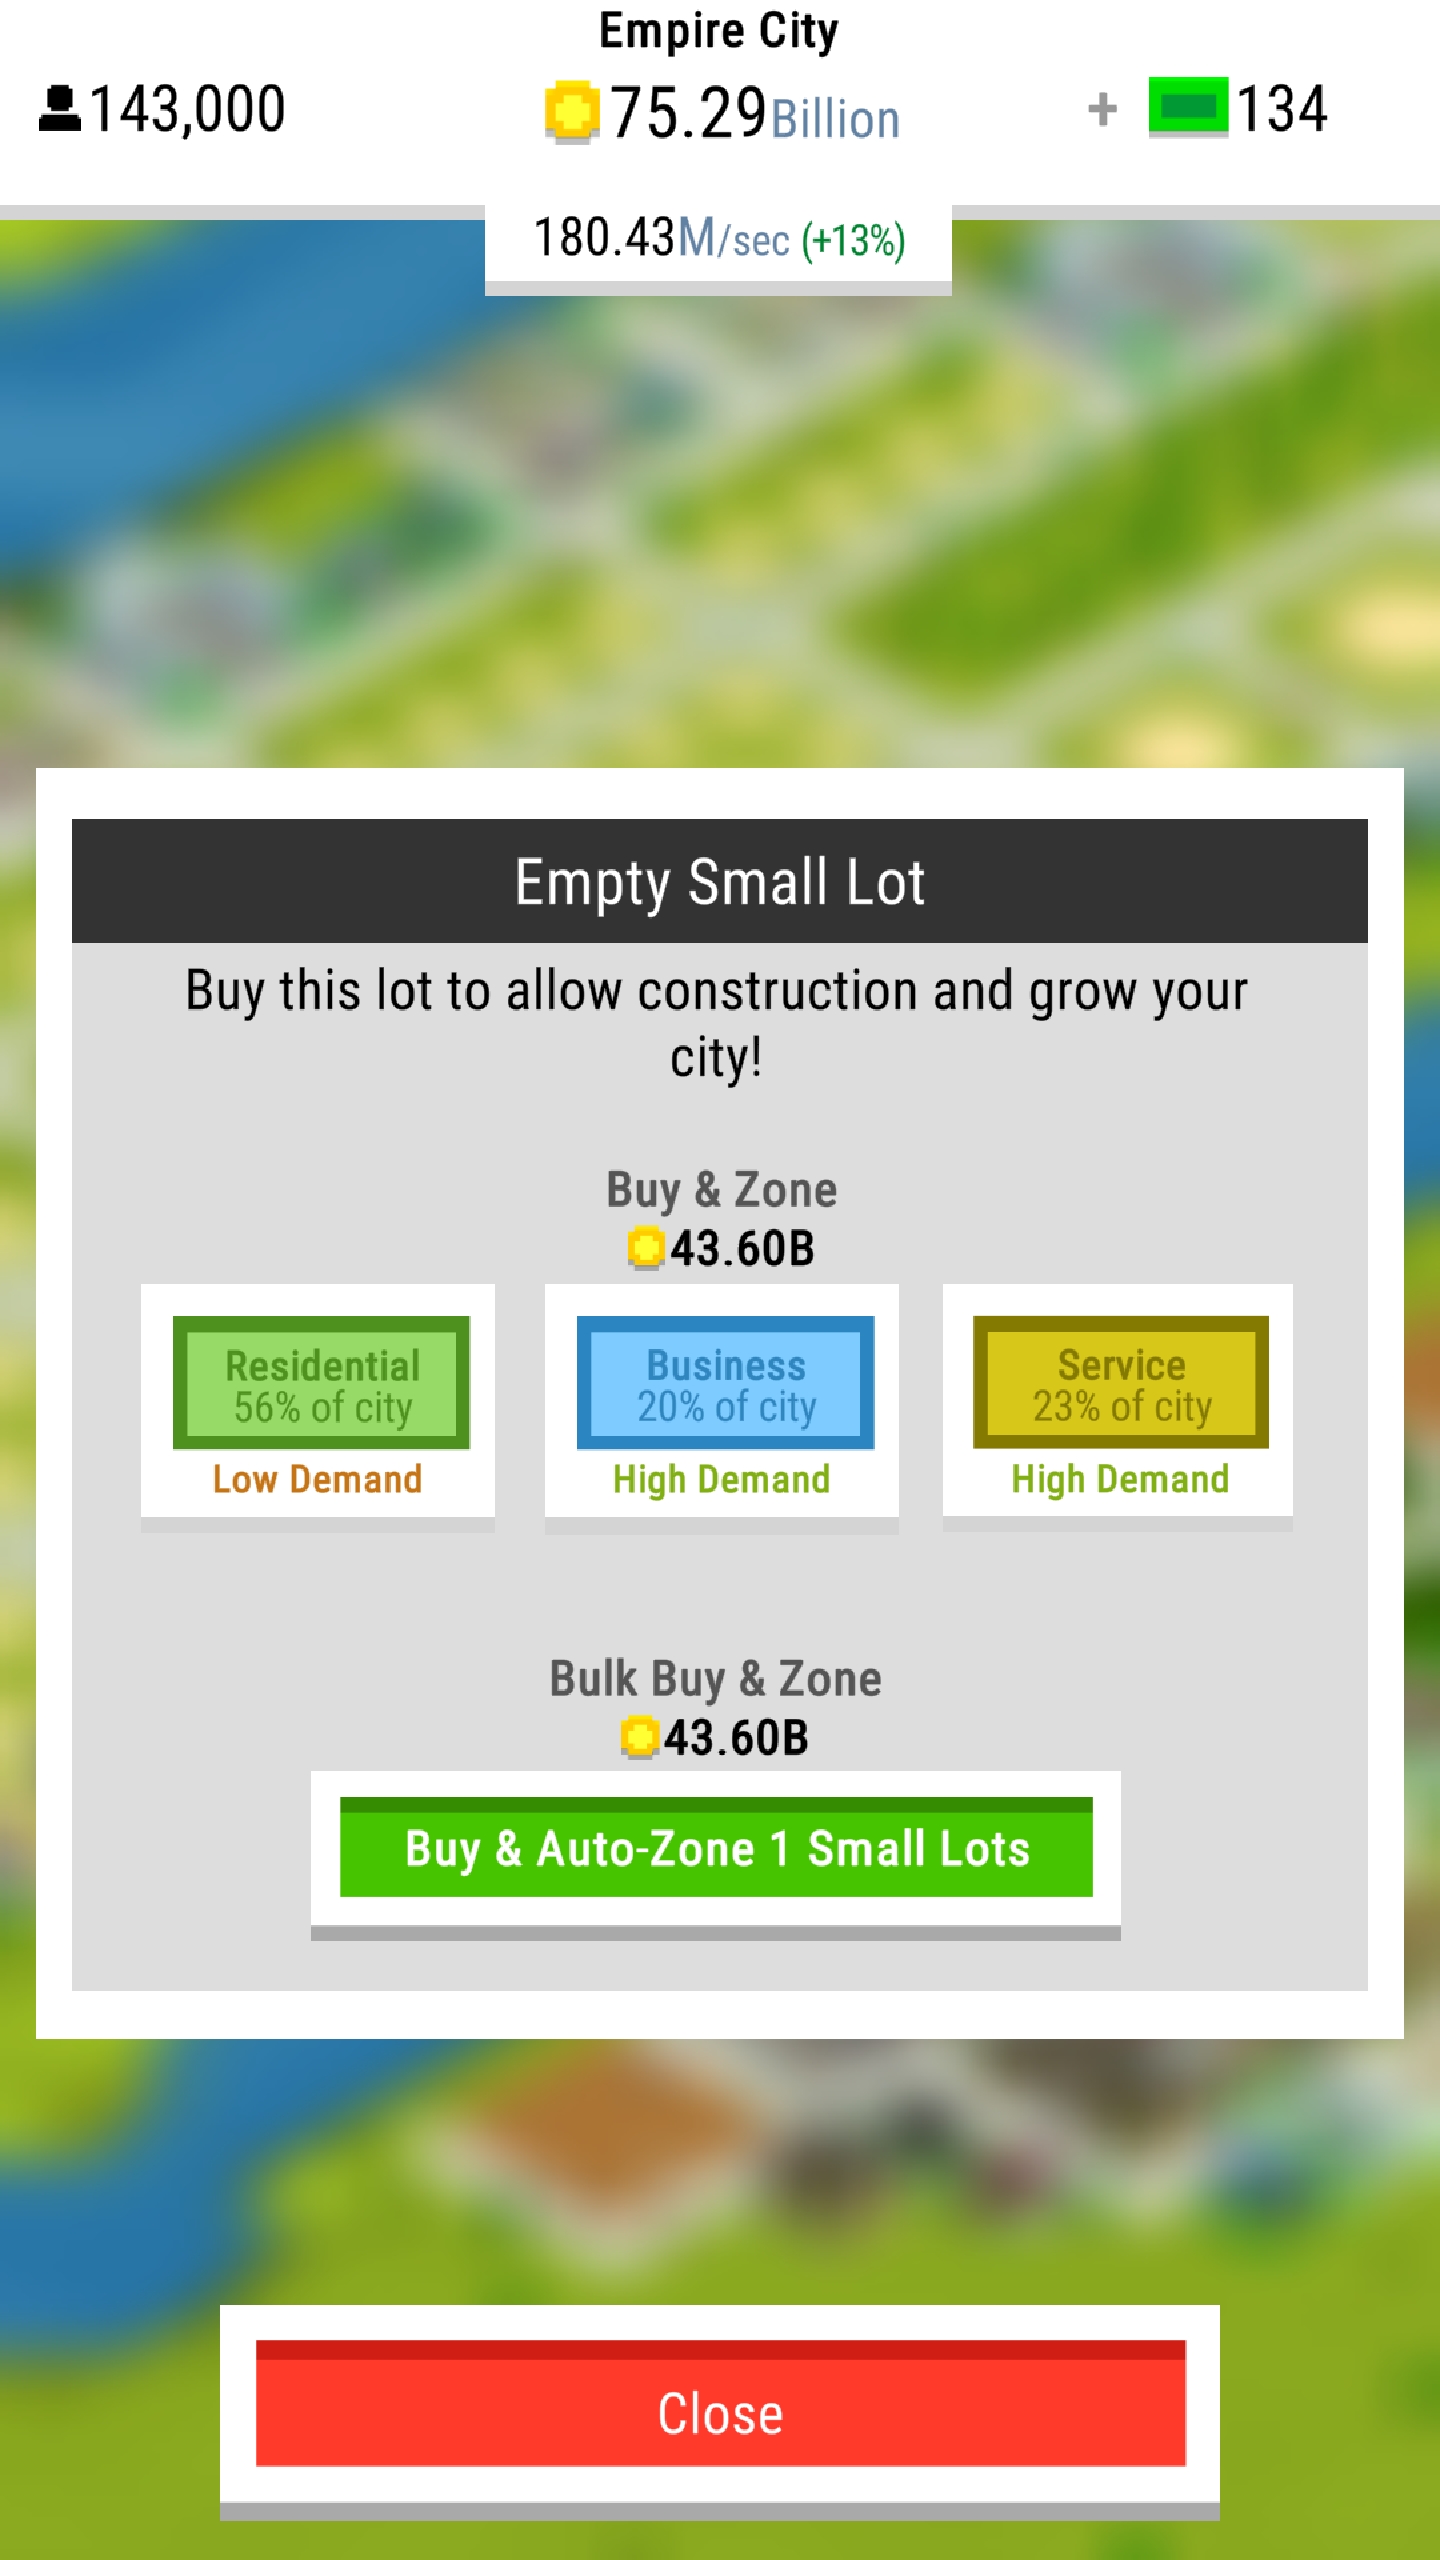 Empire City
143,000
75.29Billion
+ 134
180.43M/sec (+13%)
Empty Small Lot
Buy this lot to allow construction and grow your
city!
Buy & Zone
43.60B
Residential
56% of city
Low Demand
Business
20% of city
High Demand
Service
23% of city
High Demand
Bulk Buy & Zone
43.60B
Buy & Auto-Zone 1 Small Lots
Close